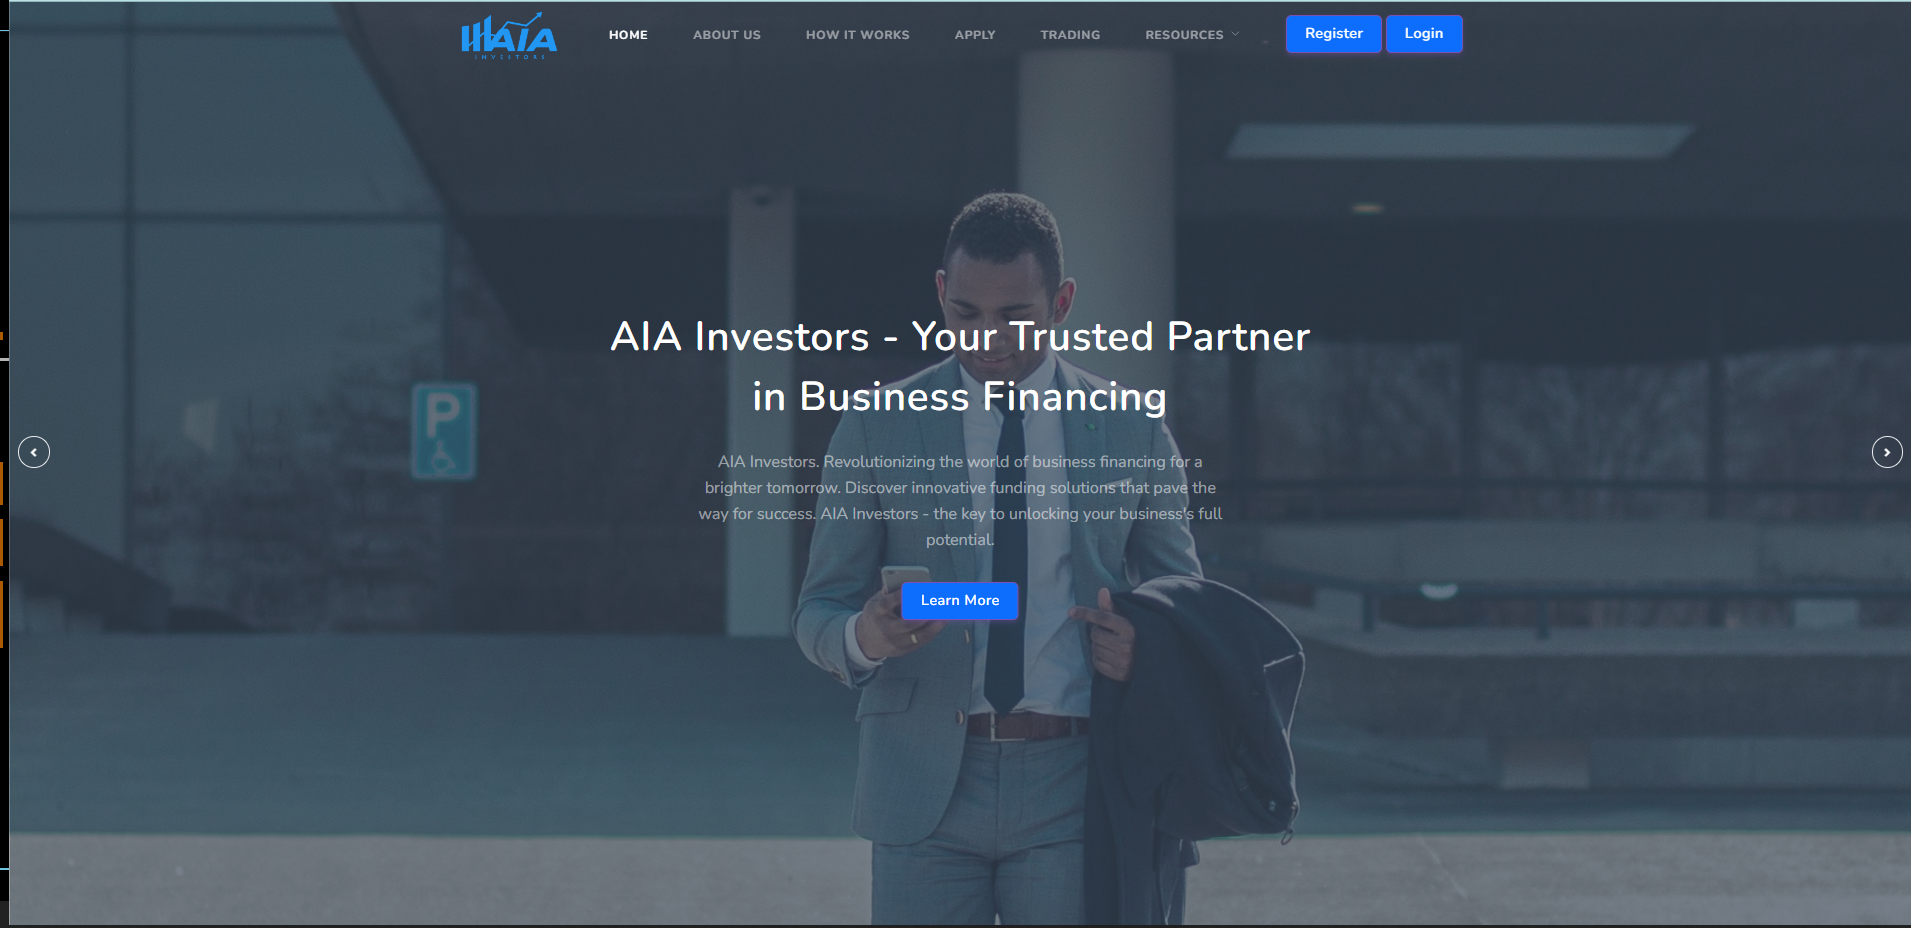 AIA
INVESTORS
HOME
ABOUT US
HOW IT WORKS
APPLY
TRADING
RESOURCES
Register
Login
AIA Investors - Your Trusted Partner
in Business Financing
P
AIA Investors. Revolutionizing the world of business financing for a
brighter tomorrow. Discover innovative funding solutions that pave the
way for success. AIA Investors - the key to unlocking your business's full
potential.
Learn More